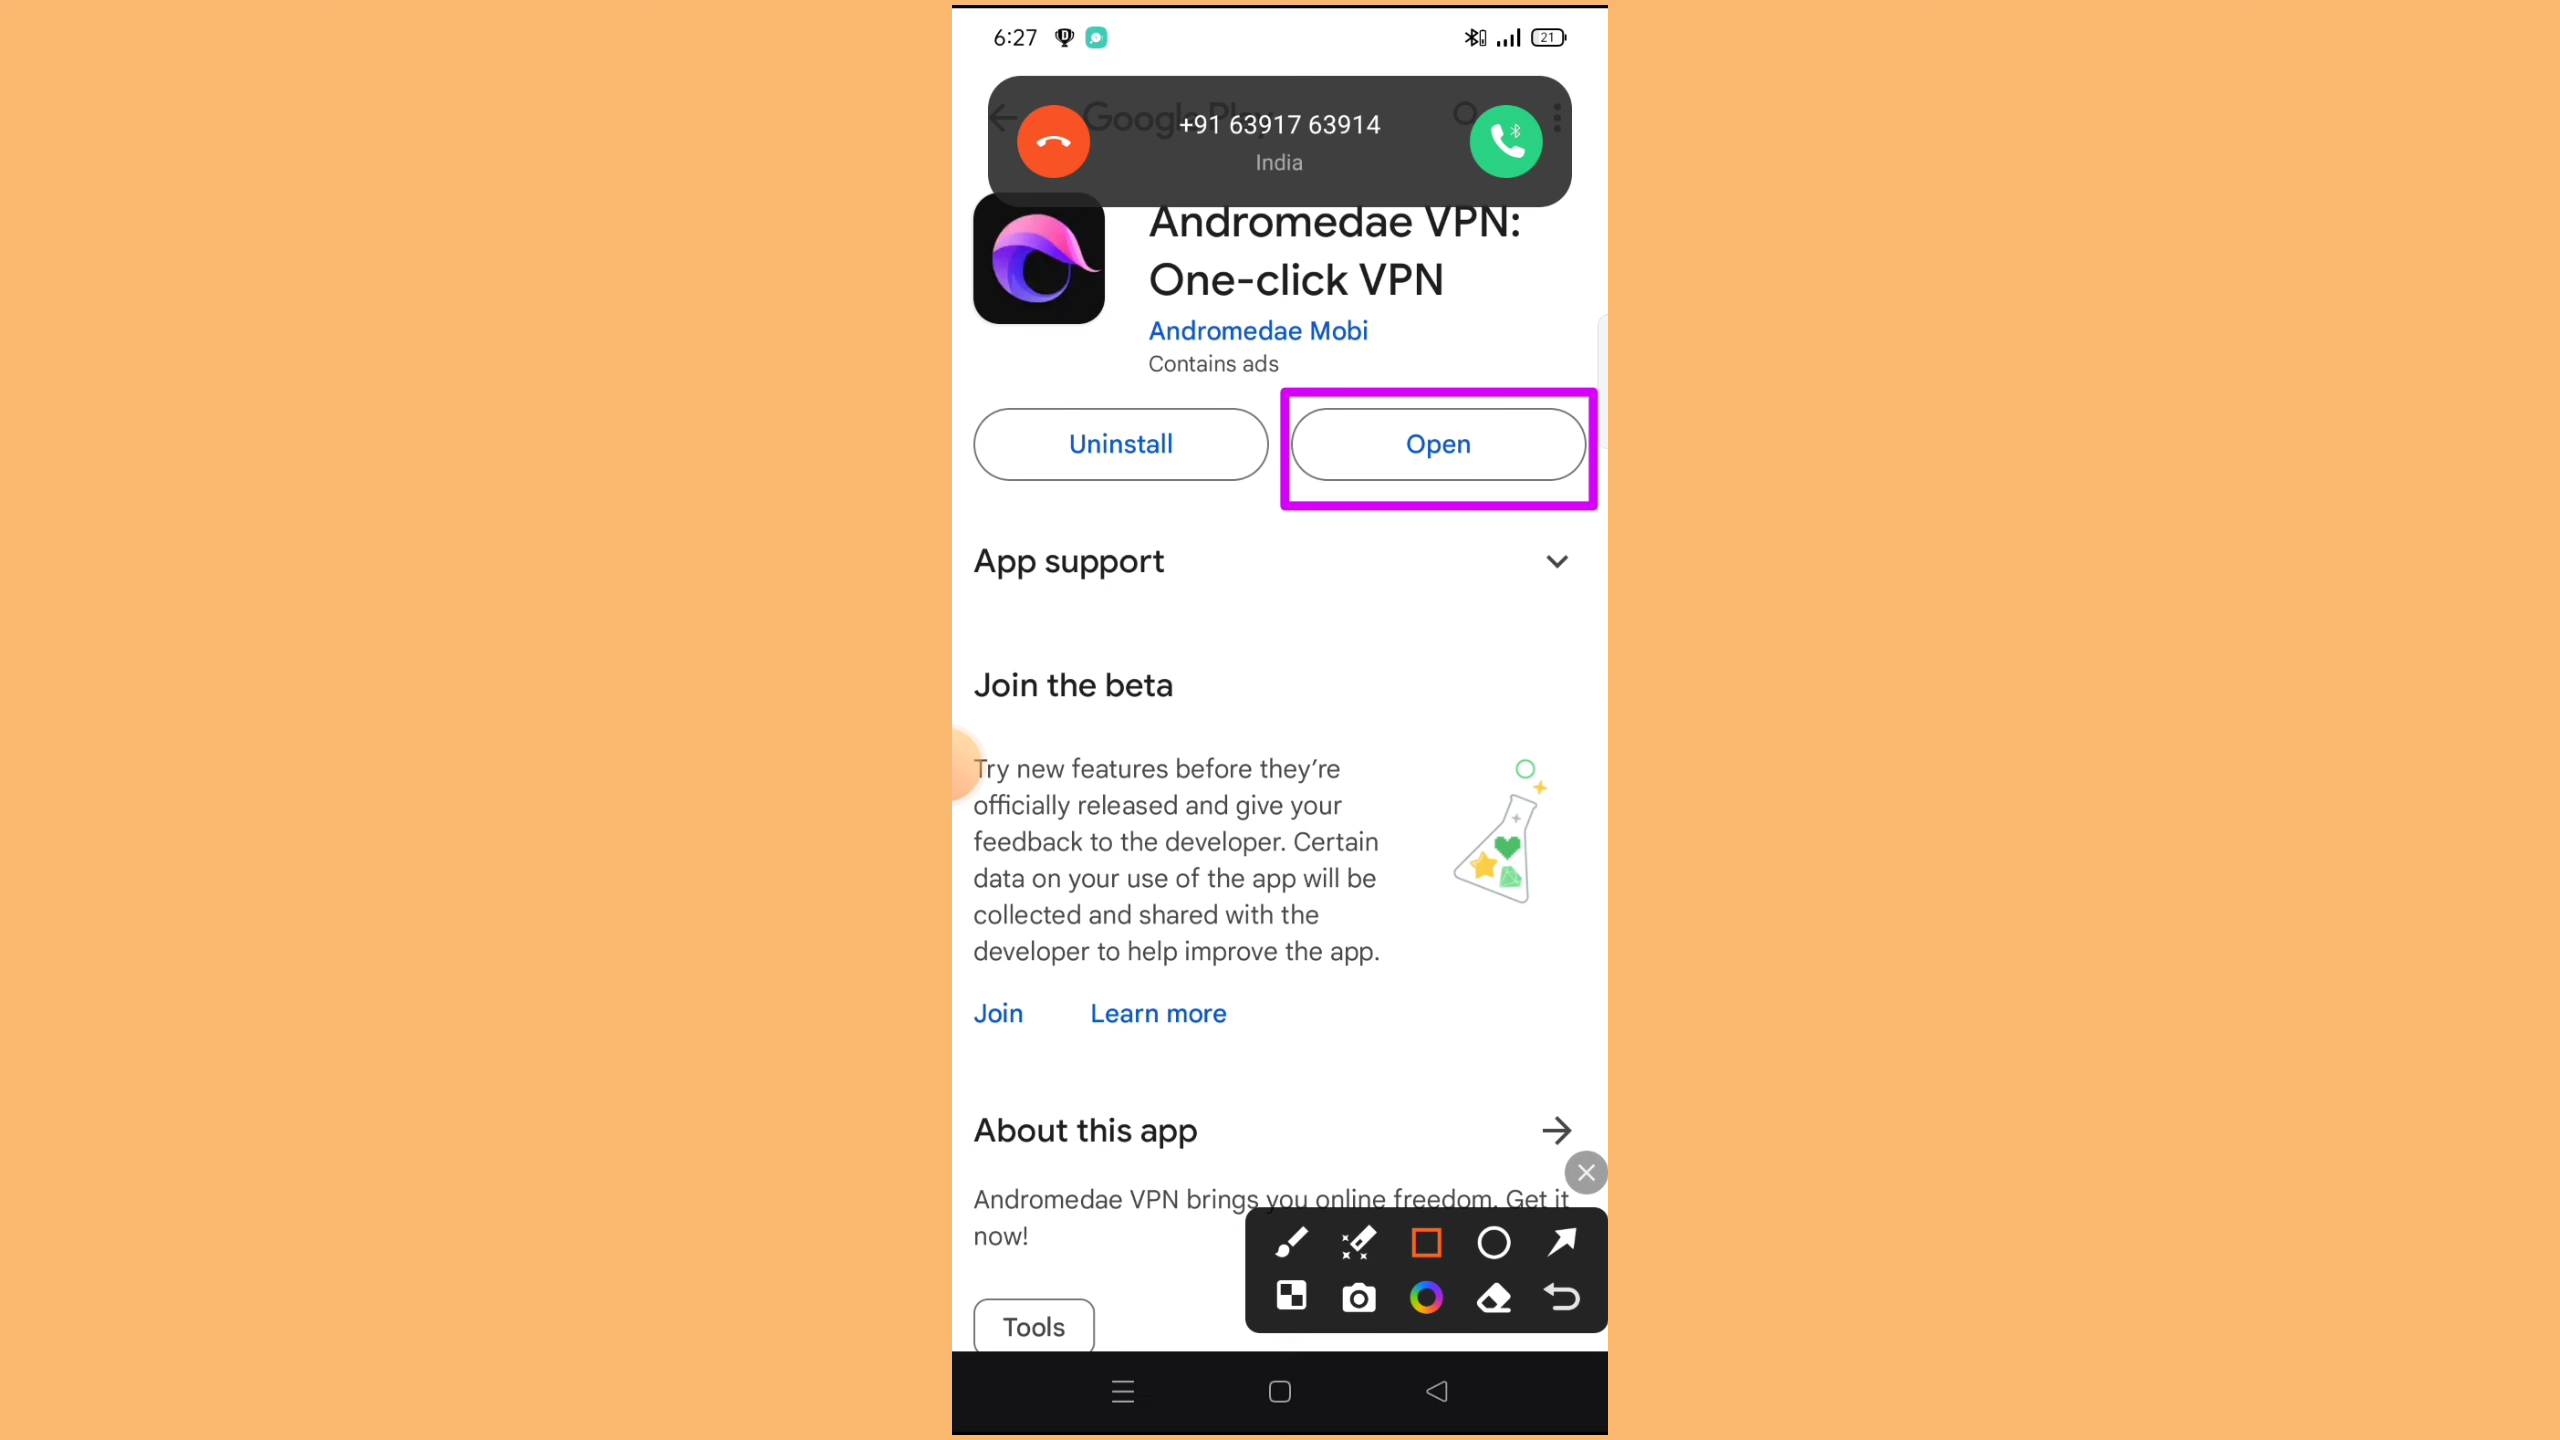 6:27
21
Google Pl
+91 63917 63914
India
Andromedae VPN:
One-click VPN
Andromedae Mobi
Contains ads
Uninstall
Open
App support
Join the beta
Try new features before they’re
officially released and give your
feedback to the developer. Certain
data on your use of the app will be
collected and shared with the
developer to help improve the app.
Join
Learn more
About this app
Andromedae VPN brings you online freedom. Get it
now!
Tools